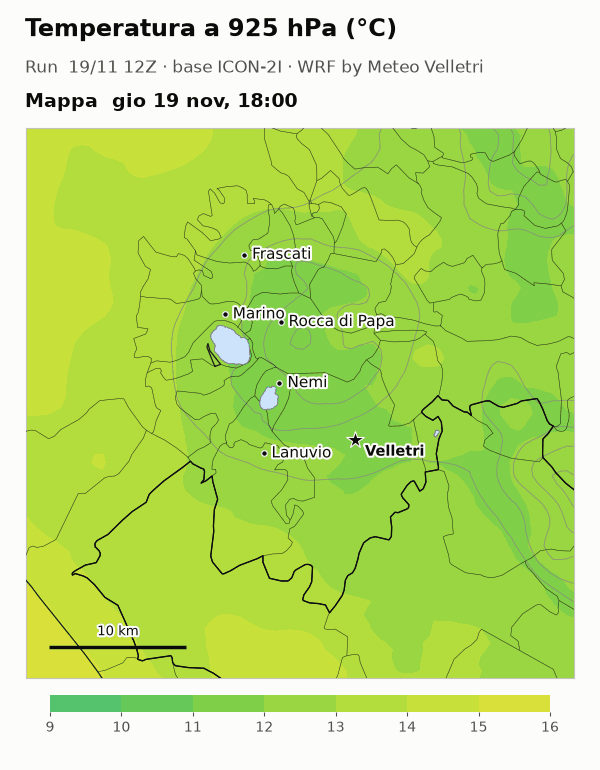 Temperatura a 925 hPa (°C)
Run 19/11 12Z · base ICON-2I · WRF by Meteo Velletri
Mappa gio 19 nov, 18:00
Frascati
Marino
Rocca di Papa
Nemi
Velletri
Lanuvio
10 km
9 10 11 12 13 14 15 16